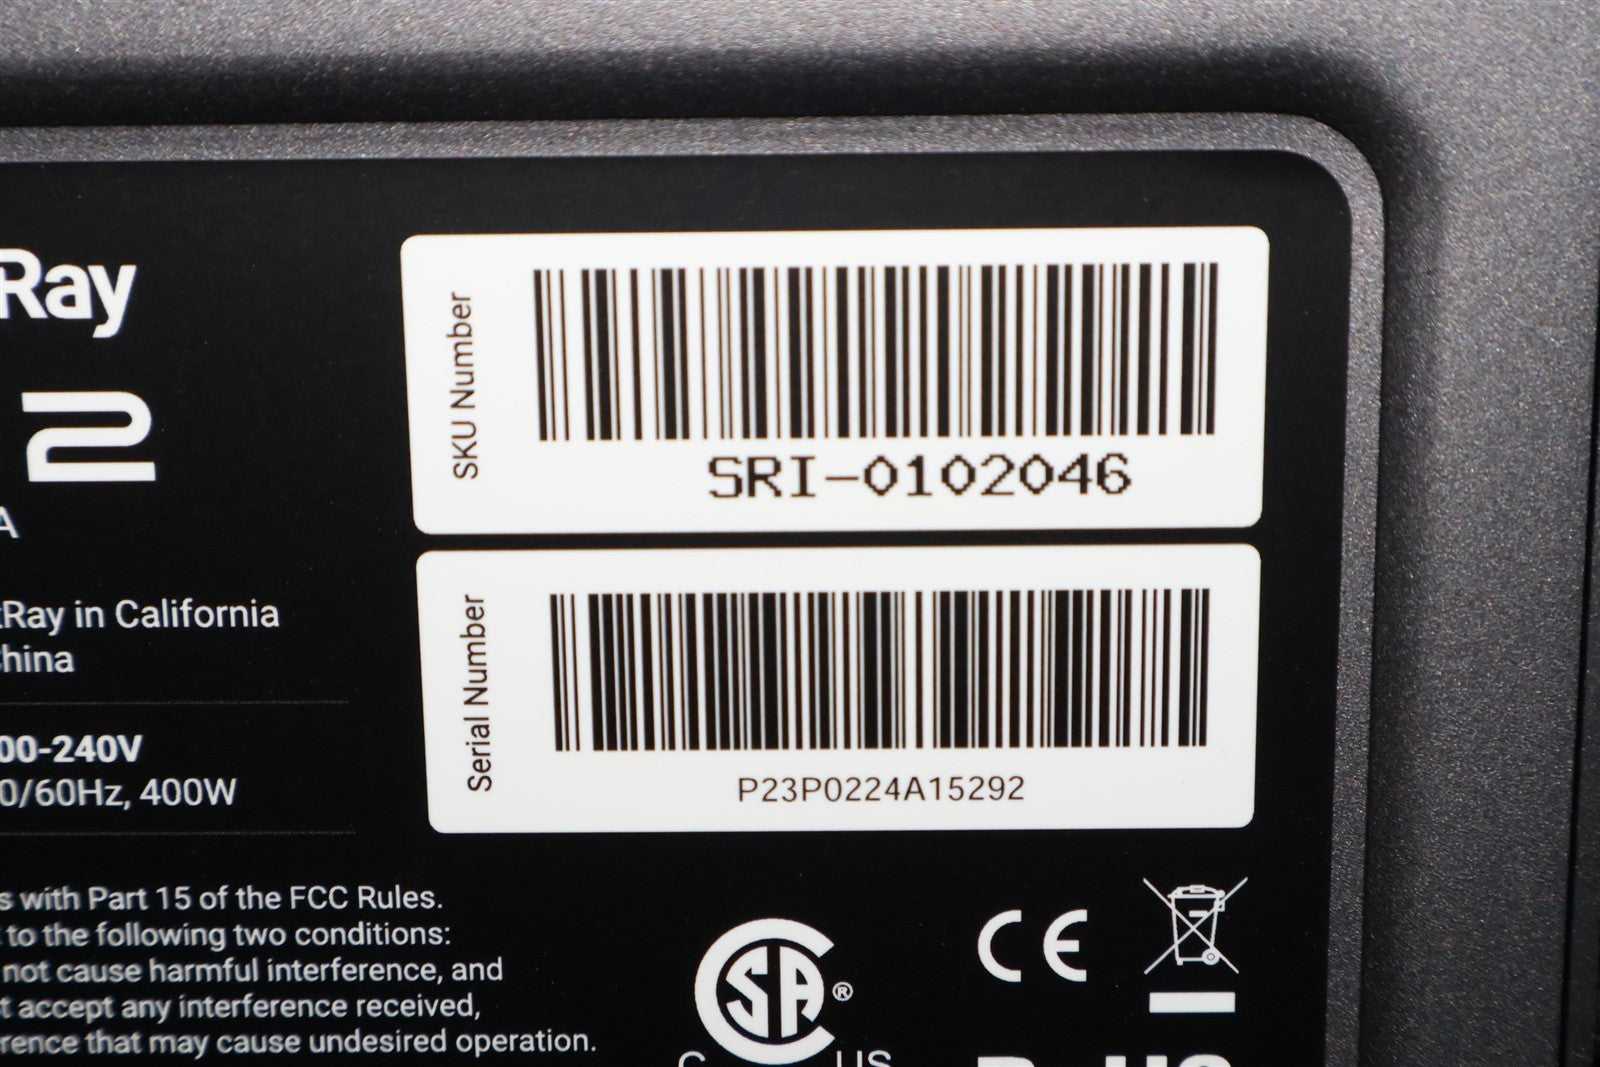 Ray
2
A
Ray in California
hina
00-240V
0/60Hz, 400W
s with Part 15 of the FCC Rules.
to the following two conditions:
not cause harmful interference, and
t accept any interference received,
rence that may cause undesired operation.
SKU Number
SRI-0102046
Serial Number
P23P0224A15292
SA ®
C US
CE